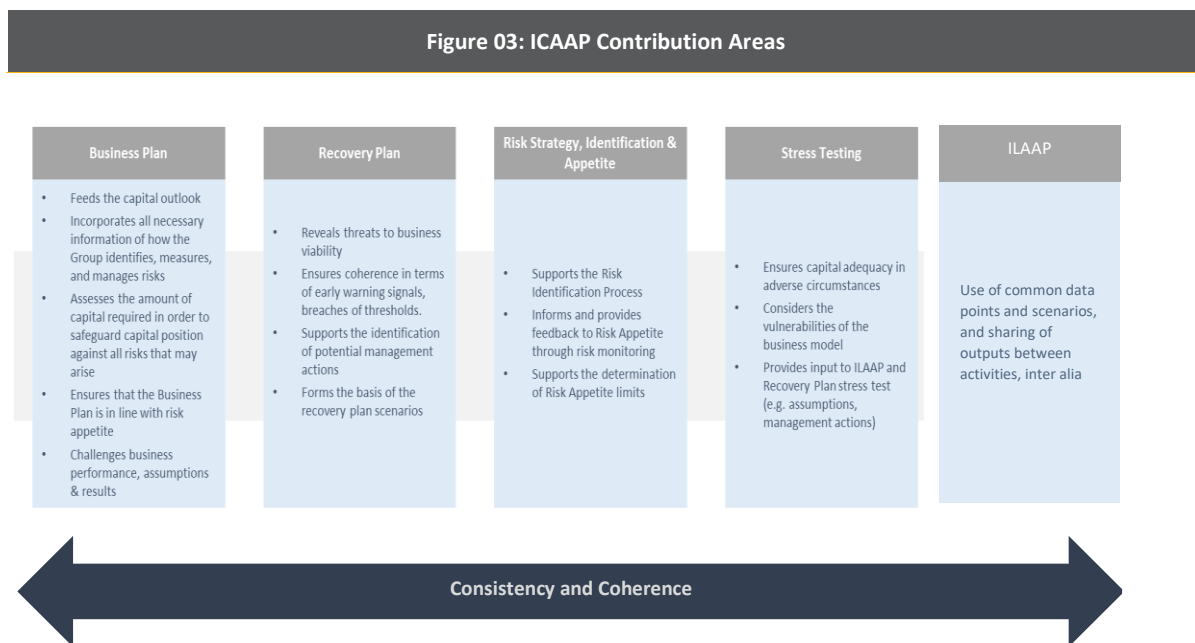 Figure 03: ICAAP Contribution Areas
Business Plan
• Feeds the capital outlook
• Incorporates all necessary
information of how the
Group identifies, measures,
and manages risks
• Assesses the amount of
capital required in order to
safeguard capital position
against all risks that may
arise
• Ensures that the Business
Plan is in line with risk
appetite
• Challenges business
performance, assumptions
& results
Recovery Plan
• Reveals threats to business
viability
• Ensures coherence in terms
of early warning signals,
breaches of thresholds.
• Supports the identification
of potential management
actions
• Forms the basis of the
recovery plan scenarios
Risk Strategy, Identification &
Appetite
• Supports the Risk
Identification Process
• Informs and provides
feedback to Risk Appetite
through risk monitoring
• Supports the determination
of Risk Appetite limits
Stress Testing
• Ensures capital adequacy in
adverse circumstances
• Considers the
vulnerabilities of the
business model
• Provides input to ILAAP and
Recovery Plan stress test
(e.g. assumptions,
management actions)
ILAAP
Use of common data
points and scenarios,
and sharing of
outputs between
activities, inter alia
Consistency and Coherence